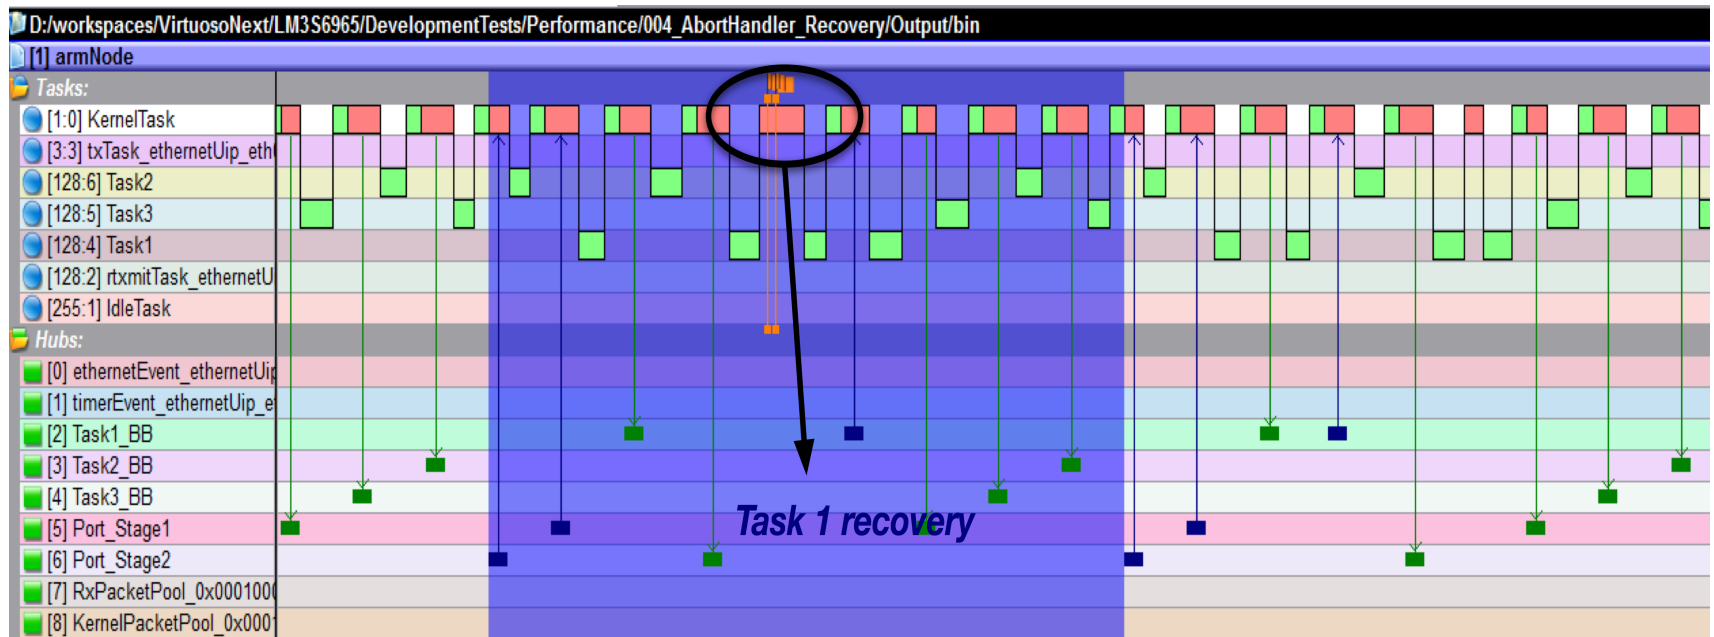 D:/workspaces/VirtuosoNext/LM3S6965/DevelopmentTests/Performance/004_AbortHandler_Recovery/Output/bin
[1] armNode
Tasks:
[1:0] KernelTask
[3:3] txTask_ethernetUip_eth
[128:6] Task2
[128:5] Task3
[128:4] Task1
[128:2] rtxmitTask_ethernetU
[255:1] IdleTask
Hubs:
[0] ethernetEvent_ethernetUip
[1] timerEvent_ethernetUip_e
[2] Task1_BB
[3] Task2_BB
[4] Task3_BB
[5] Port_Stage1
Task 1 recovery
[6] Port_Stage2
[7] RxPacketPool_0x0001000
[8] KernelPacketPool_0x000